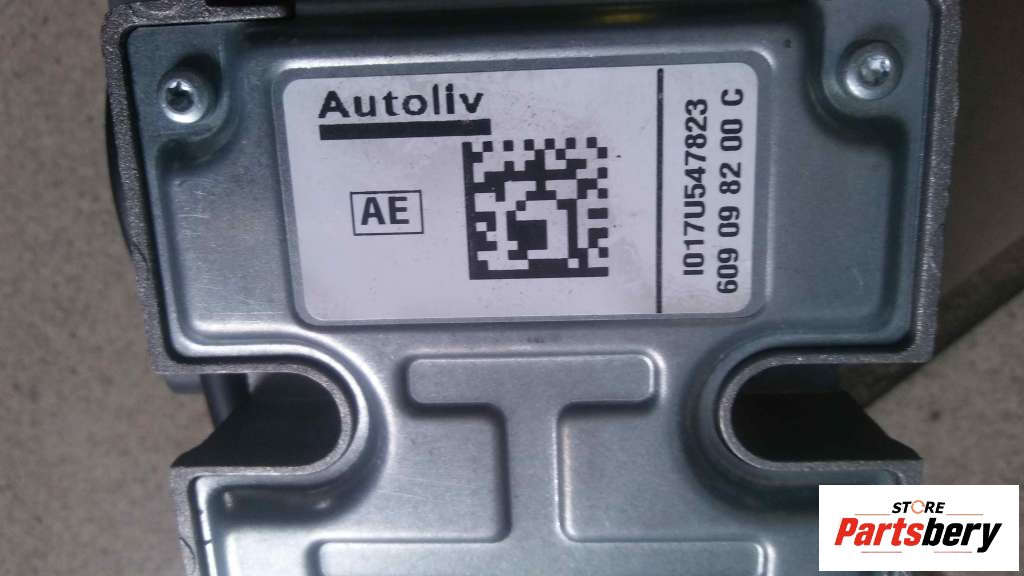 Autoliv
AE
I017U547823
609 09 82 00 C
STORE
Partsbery